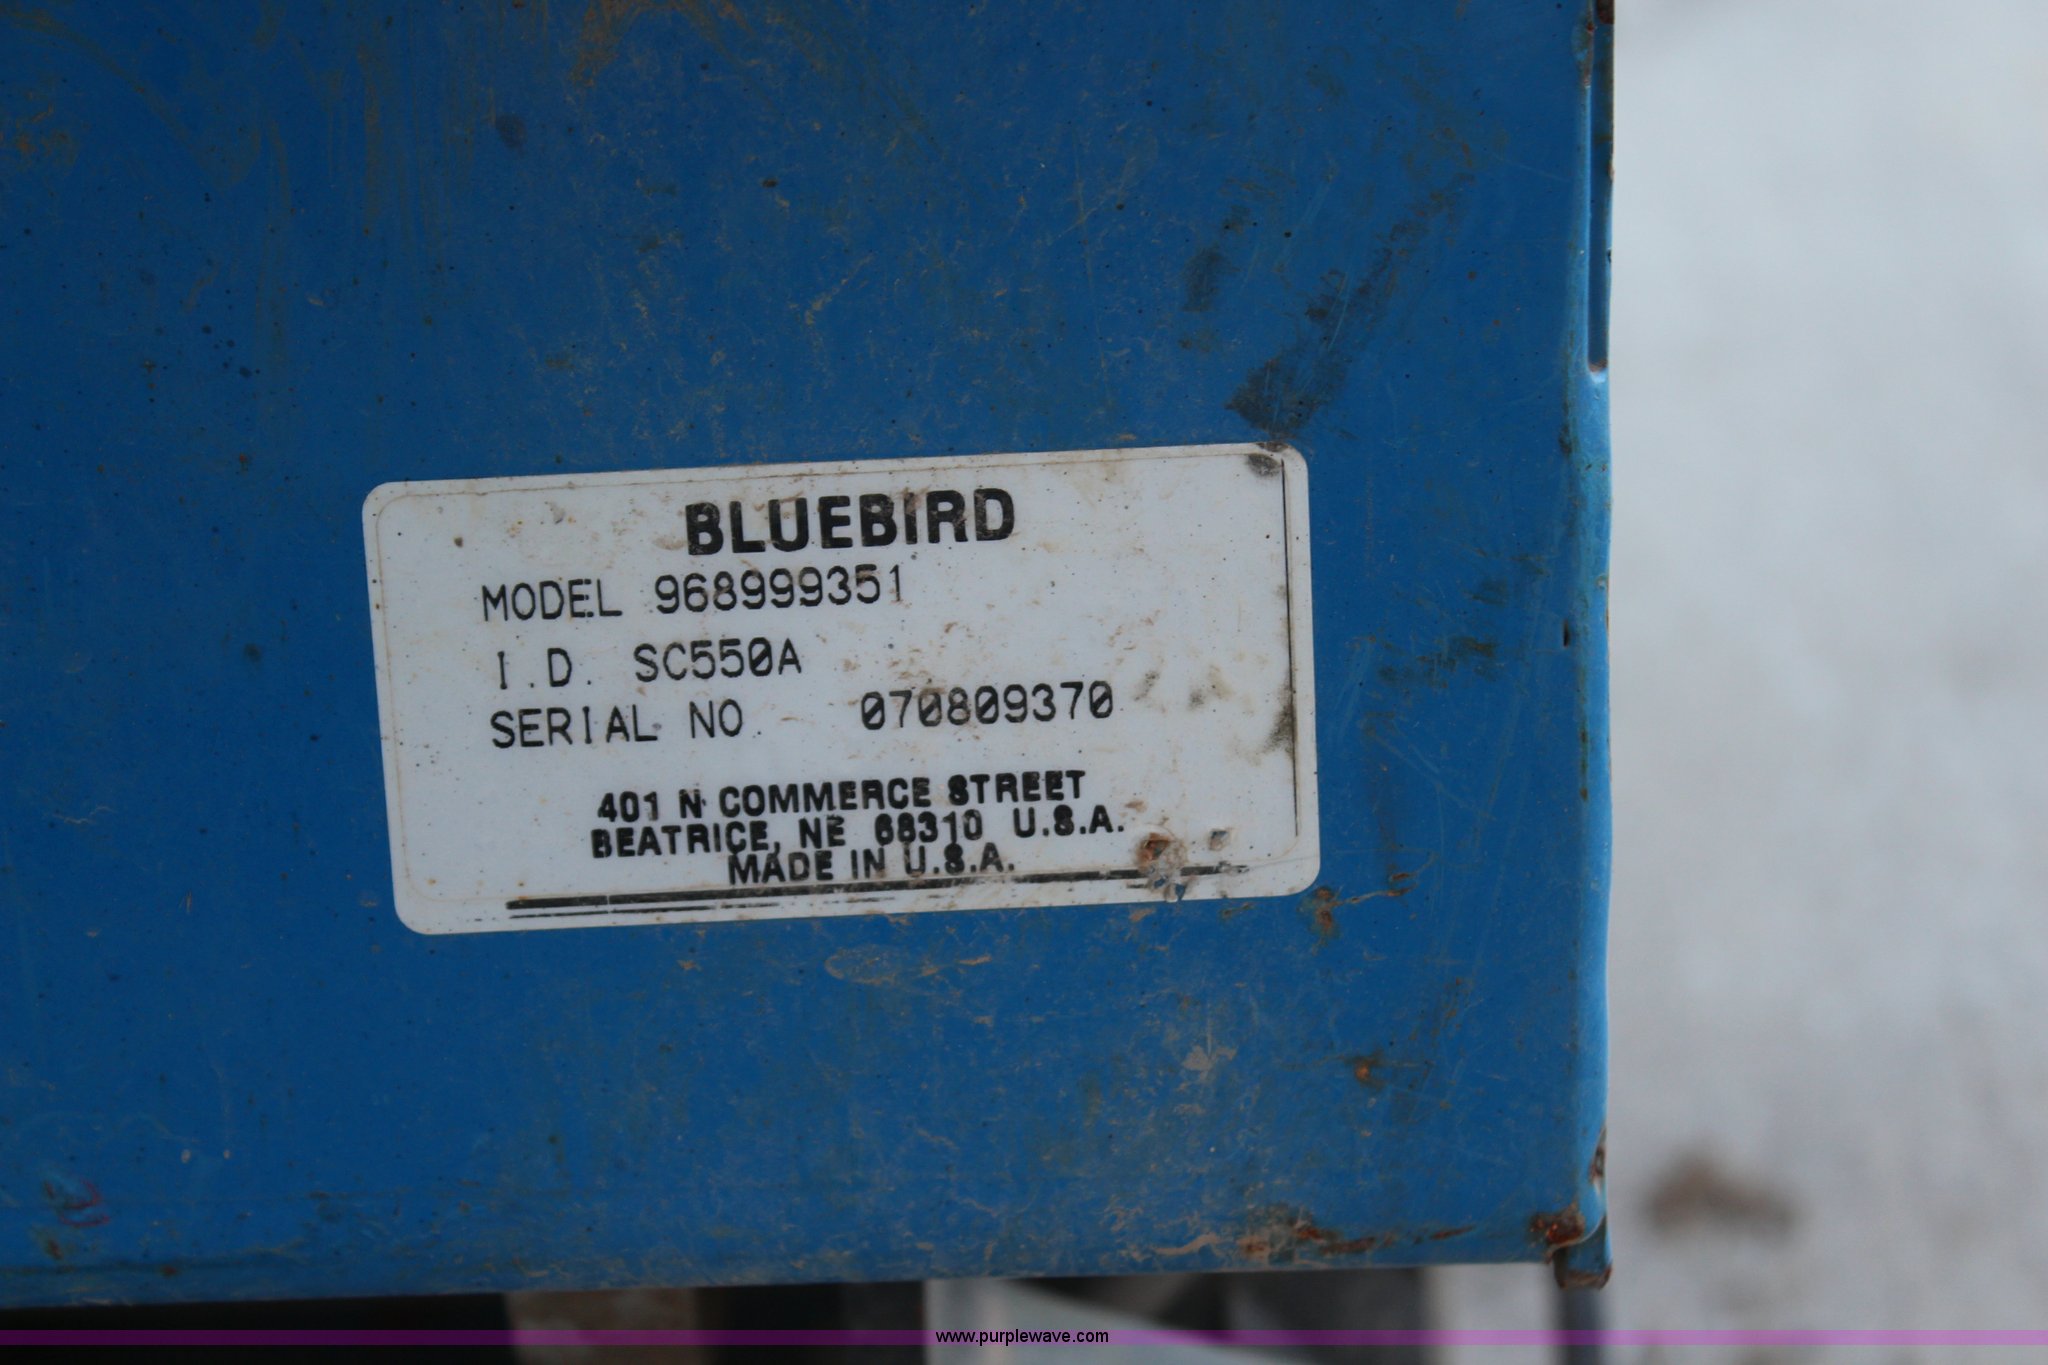 BLUEBIRD
MODEL 968999351
I.D. SC550A
SERIAL NO. 070809370
401 N. COMMERCE STREET
BEATRICE, NE 68310 U.S.A.
MADE IN U.S.A.
www.purplewave.com